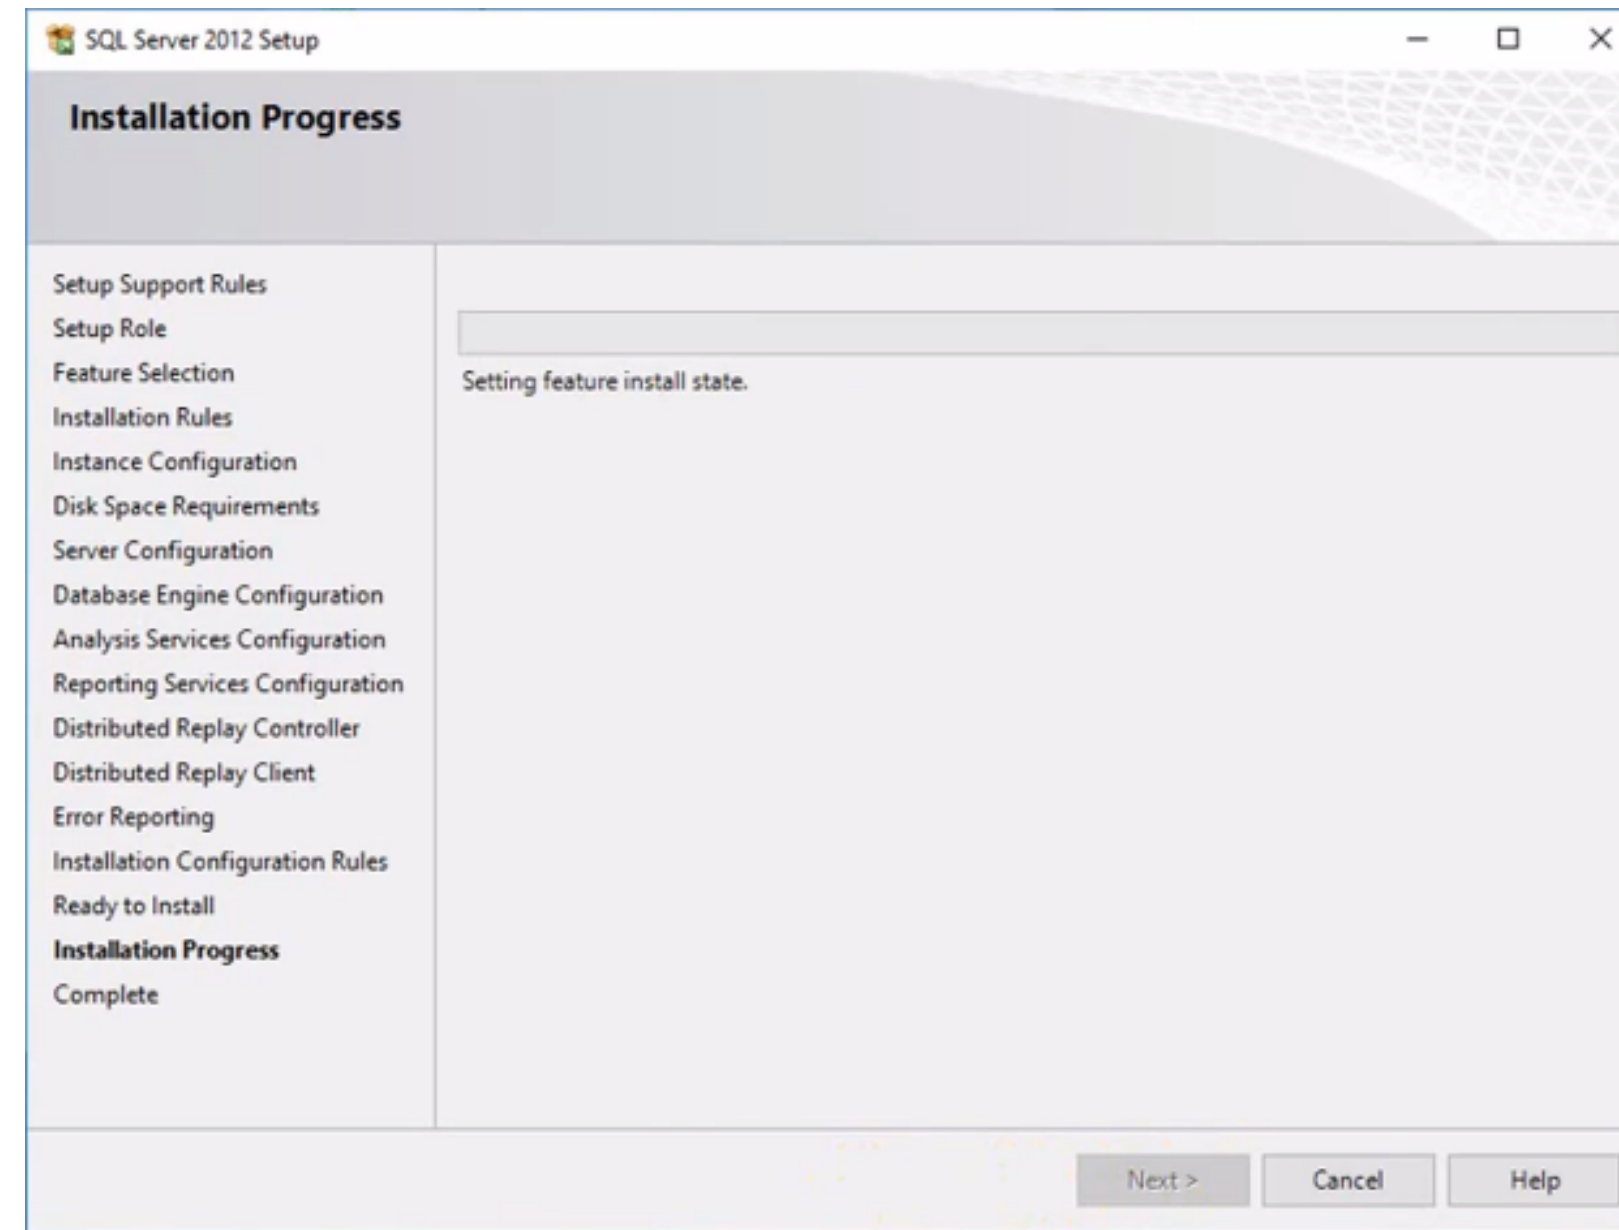 SQL Server 2012 Setup
Installation Progress
Setup Support Rules
Setup Role
Feature Selection
Installation Rules
Instance Configuration
Disk Space Requirements
Server Configuration
Database Engine Configuration
Analysis Services Configuration
Reporting Services Configuration
Distributed Replay Controller
Distributed Replay Client
Error Reporting
Installation Configuration Rules
Ready to Install
Installation Progress
Complete
Setting feature install state.
Next >
Cancel
Help